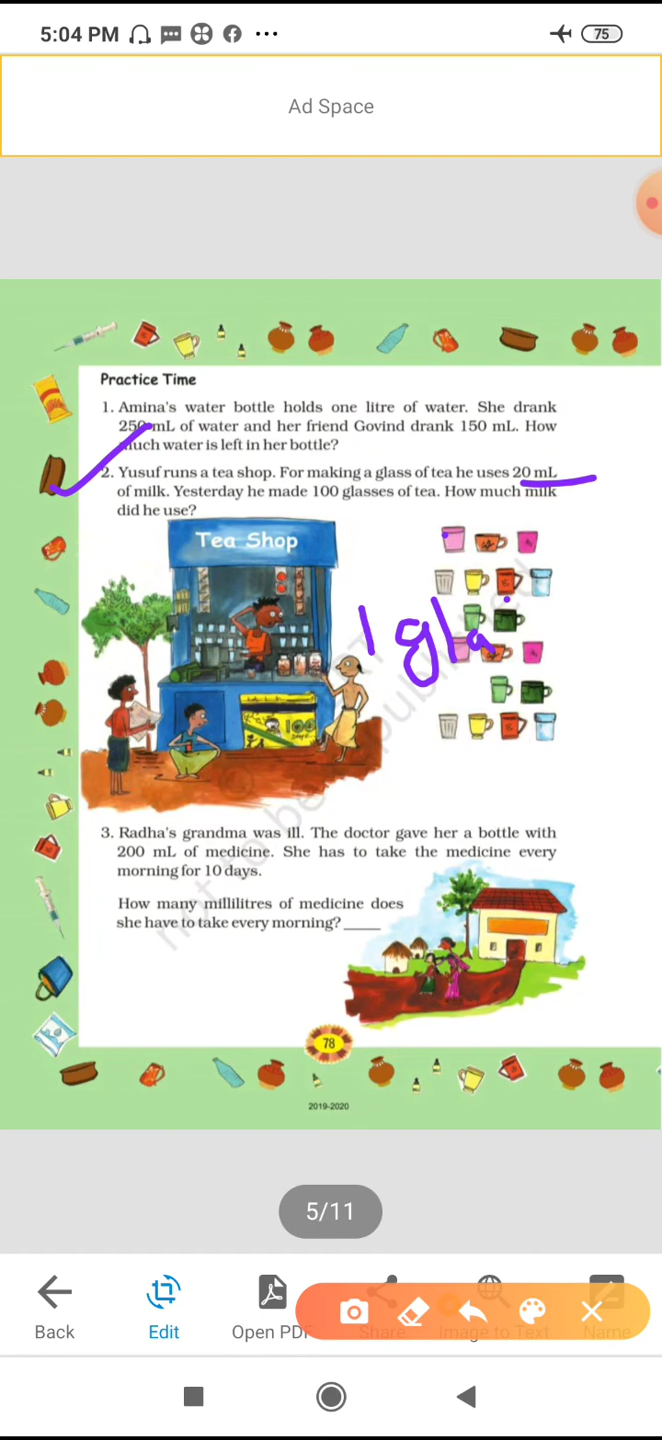 5:04 PM
75
Ad Space
Practice Time
1. Amina's water bottle holds one litre of water. She drank
250 mL of water and her friend Govind drank 150 mL. How
much water is left in her bottle?
2. Yusuf runs a tea shop. For making a glass of tea he uses 20 mL
of milk. Yesterday he made 100 glasses of tea. How much milk
did he use?
Tea Shop
1 gla
100
3. Radha's grandma was ill. The doctor gave her a bottle with
200 mL of medicine. She has to take the medicine every
morning for 10 days.
How many millilitres of medicine does
she have to take every morning?
78
2019-2020
5/11
Back
Edit
Open PDF
Share
Image to Text
Name